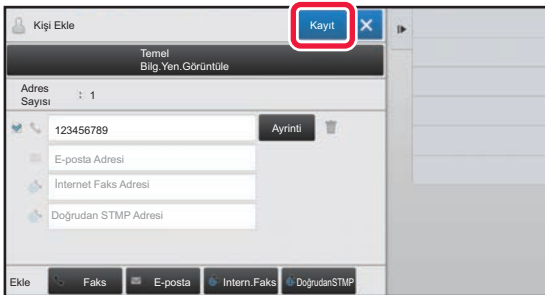 Kişi Ekle
Kayıt
Temel
Bilg.Yen.Görüntüle
Adres
Sayısı
: 1
123456789
Ayrinti
E-posta Adresi
İnternet Faks Adresi
Doğrudan STMP Adresi
Ekle
Faks
E-posta
Intern.Faks
DoğrudanSTMP